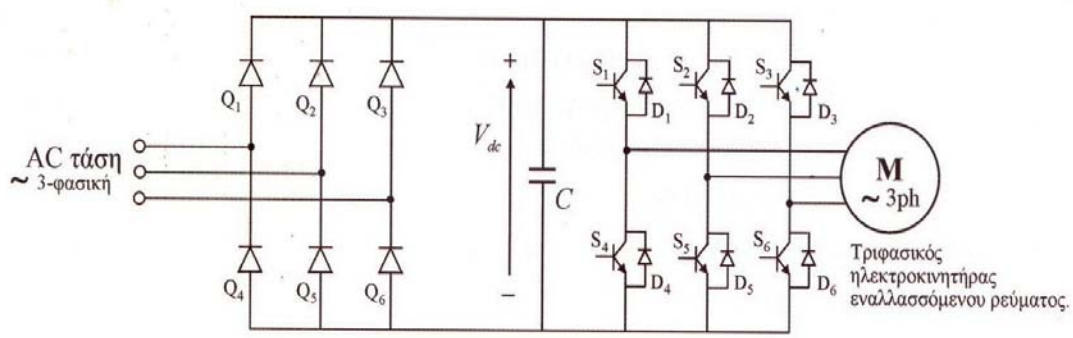 Q1
Q2
Q3
AC τάση
~ 3-φασική
Q4
Q5
Q6
+
Vdc
−
C
S1
S2
S3
D1
D2
D3
S4
S5
S6
D4
D5
D6
M
~ 3ph
Τριφασικός
ηλεκτροκινητήρας
εναλλασσόμενου ρεύματος.